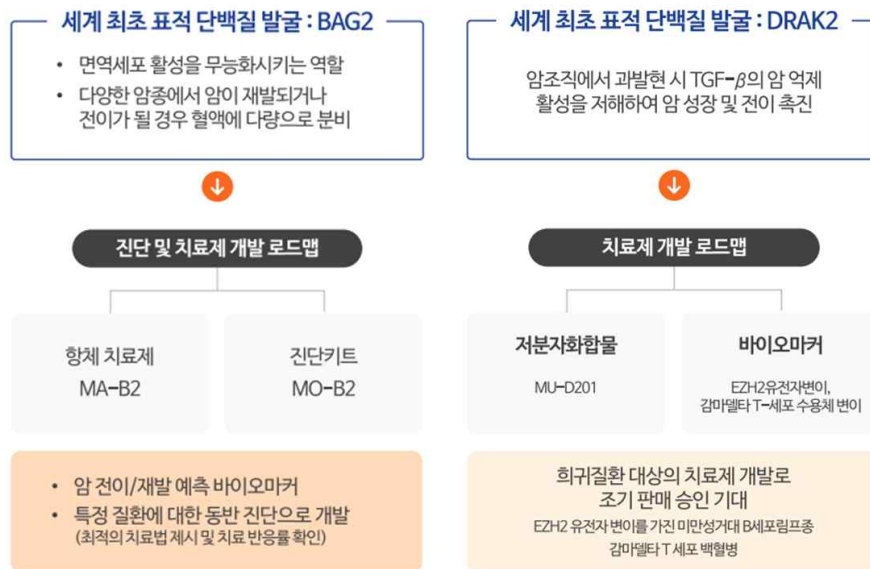 세계 최초 표적 단백질 발굴 : BAG2
• 면역세포 활성을 무능화시키는 역할
• 다양한 암종에서 암이 재발되거나
전이가 될 경우 혈액에 다량으로 분비
진단 및 치료제 개발 로드맵
항체 치료제
MA-B2
진단키트
MO-B2
• 암 전이/재발 예측 바이오마커
• 특정 질환에 대한 동반 진단으로 개발
(최적의 치료법 제시 및 치료 반응률 확인)
세계 최초 표적 단백질 발굴 : DRAK2
암조직에서 과발현 시 TGF-β의 암 억제
활성을 저해하여 암 성장 및 전이 촉진
치료제 개발 로드맵
저분자화합물
MU-D201
바이오마커
EZH2유전자변이,
감마델타 T-세포 수용체 변이
희귀질환 대상의 치료제 개발로
조기 판매 승인 기대
EZH2 유전자 변이를 가진 미만성거대 B세포림프종
감마델타 T 세포 백혈병